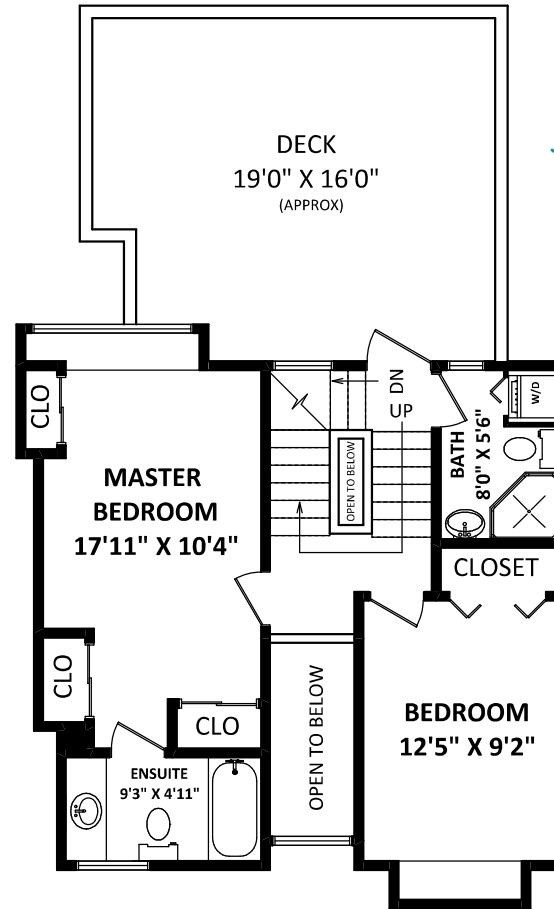 DECK
19'0" X 16'0"
(APPROX)
CLO
DN
UP
W/D
BATH
8'0" X 5'6"
OPEN TO BELOW
MASTER
BEDROOM
17'11" X 10'4"
CLOSET
CLO
CLO
OPEN TO BELOW
BEDROOM
12'5" X 9'2"
ENSUITE
9'3" X 4'11"